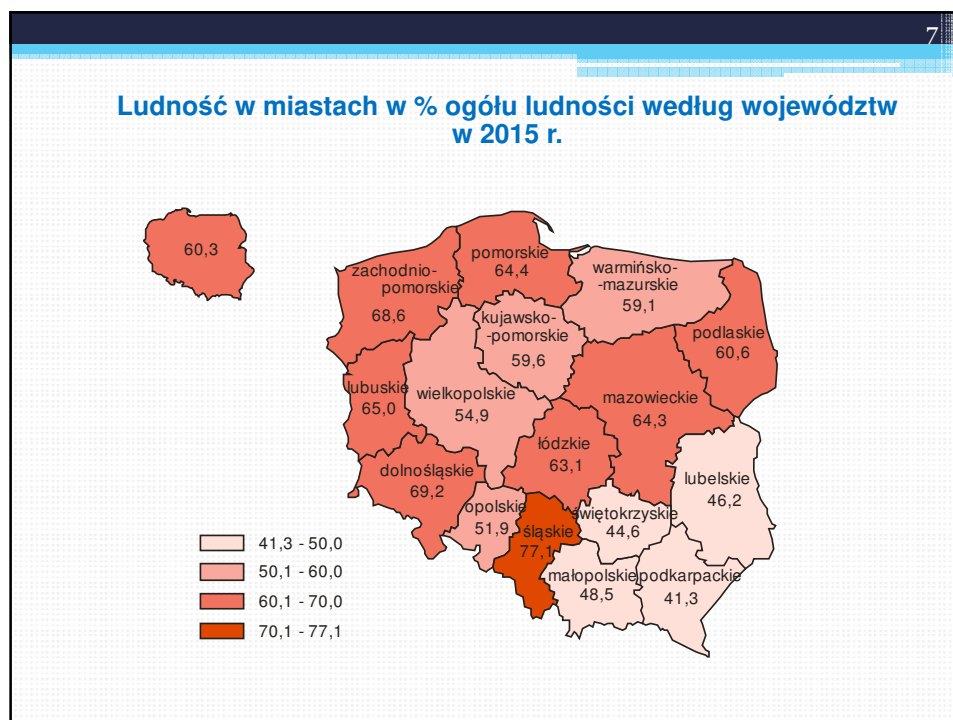 7
Ludność w miastach w % ogółu ludności według województw
w 2015 r.
60,3
zachodnio-
pomorskie
68,6
pomorskie
64,4
warmińsko-
-mazurskie
59,1
podlaskie
60,6
kujawsko-
-pomorskie
59,6
lubuskie
65,0
wielkopolskie
54,9
mazowieckie
64,3
łódzkie
63,1
dolnośląskie
69,2
opolskie
51,9
śląskie
77,1
świętokrzyskie
44,6
lubelskie
46,2
małopolskie
48,5
podkarpackie
41,3
41,3 - 50,0
50,1 - 60,0
60,1 - 70,0
70,1 - 77,1